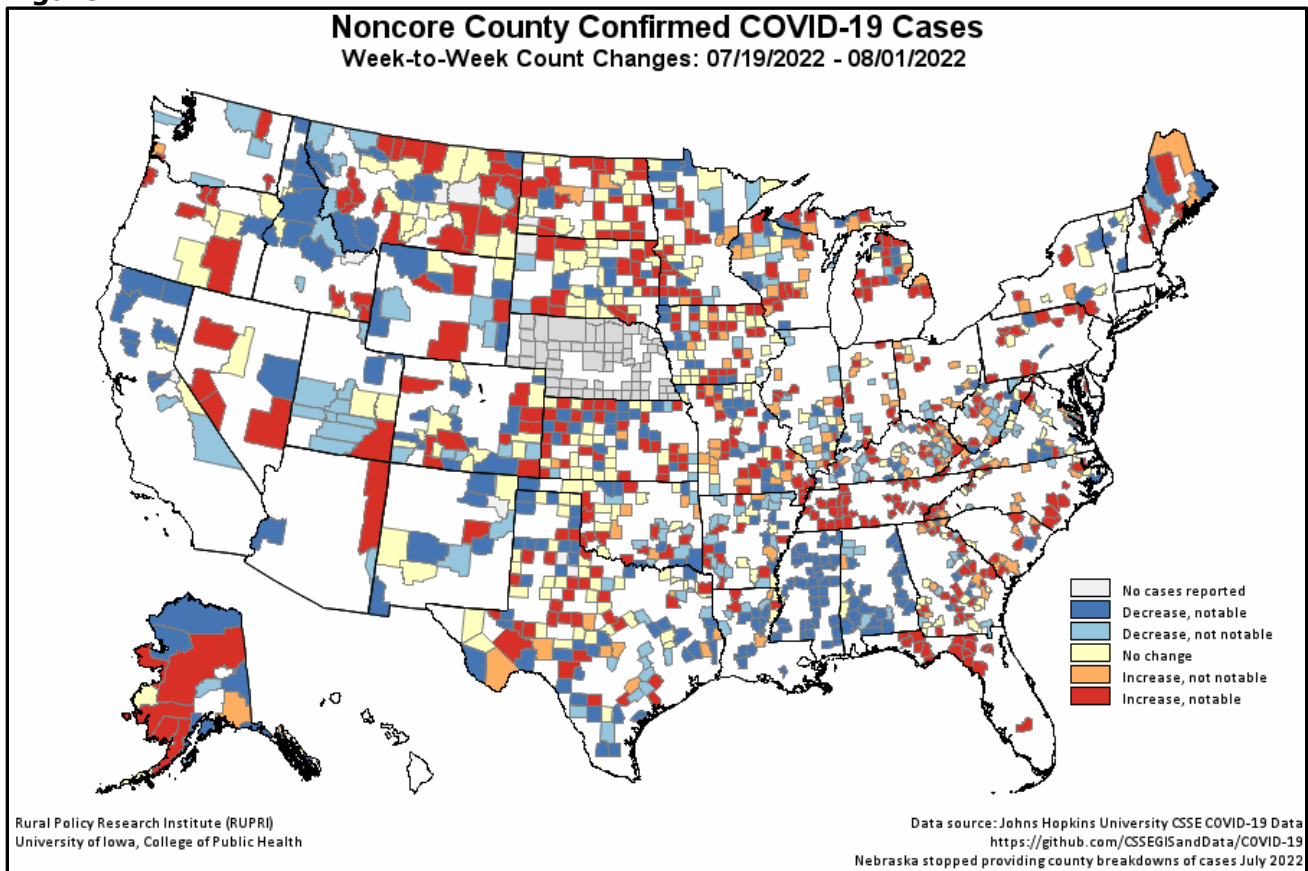 Noncore County Confirmed COVID-19 Cases
Week-to-Week Count Changes: 07/19/2022 - 08/01/2022
No cases reported
Decrease, notable
Decrease, not notable
No change
Increase, not notable
Increase, notable
Rural Policy Research Institute (RUPRI)
University of Iowa, College of Public Health
Data source: Johns Hopkins University CSSE COVID-19 Data
https://github.com/CSSEGISandData/COVID-19
Nebraska stopped providing county breakdowns of cases July 2022